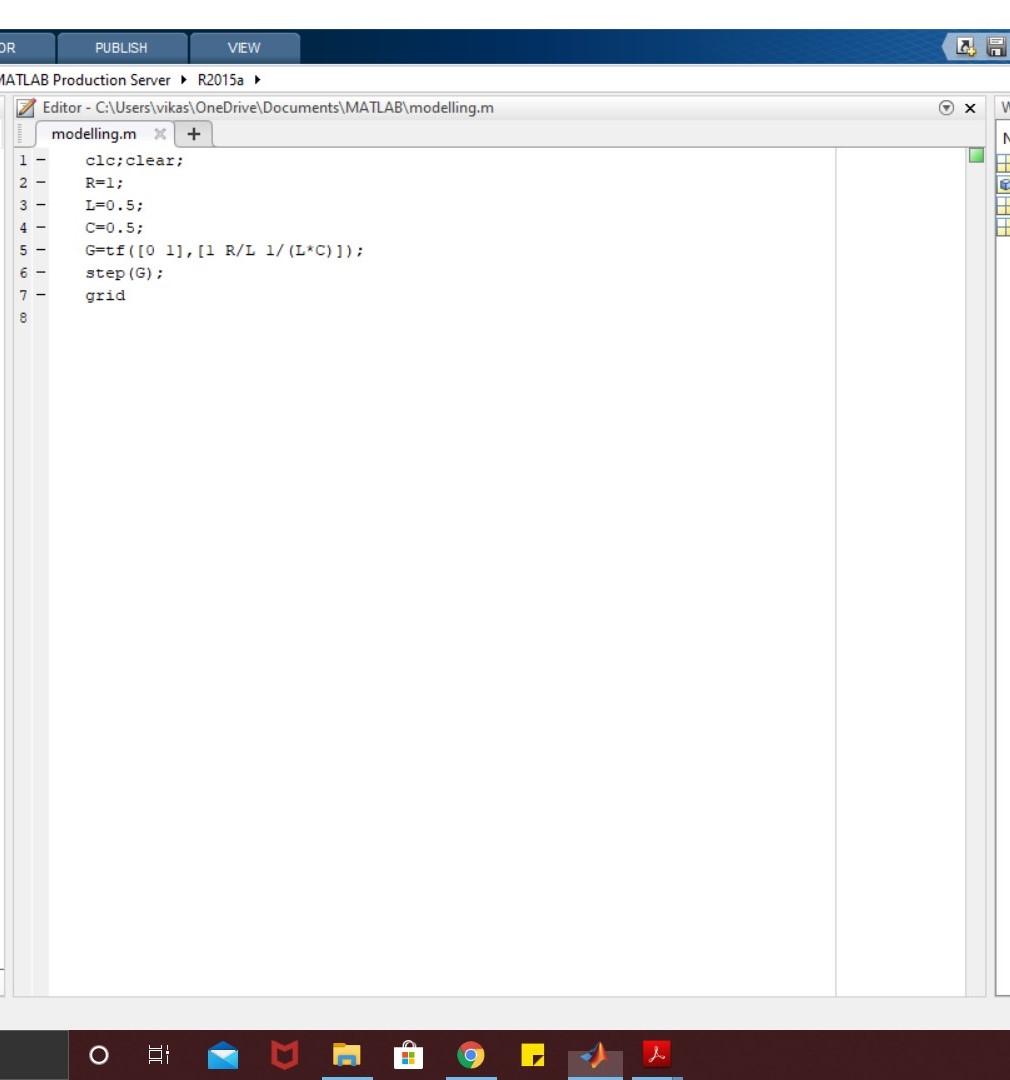 OR PUBLISH VIEW
MATLAB Production Server R2015a
Editor - C:\Users\vikas\OneDrive\Documents\MATLAB\modelling.m
modelling.m
1 clc;clear;
2 R=1;
3 L=0.5;
4 C=0.5;
5 G=tf([0 1],[1 R/L 1/(L*C)]);
6 step(G);
7 grid
8